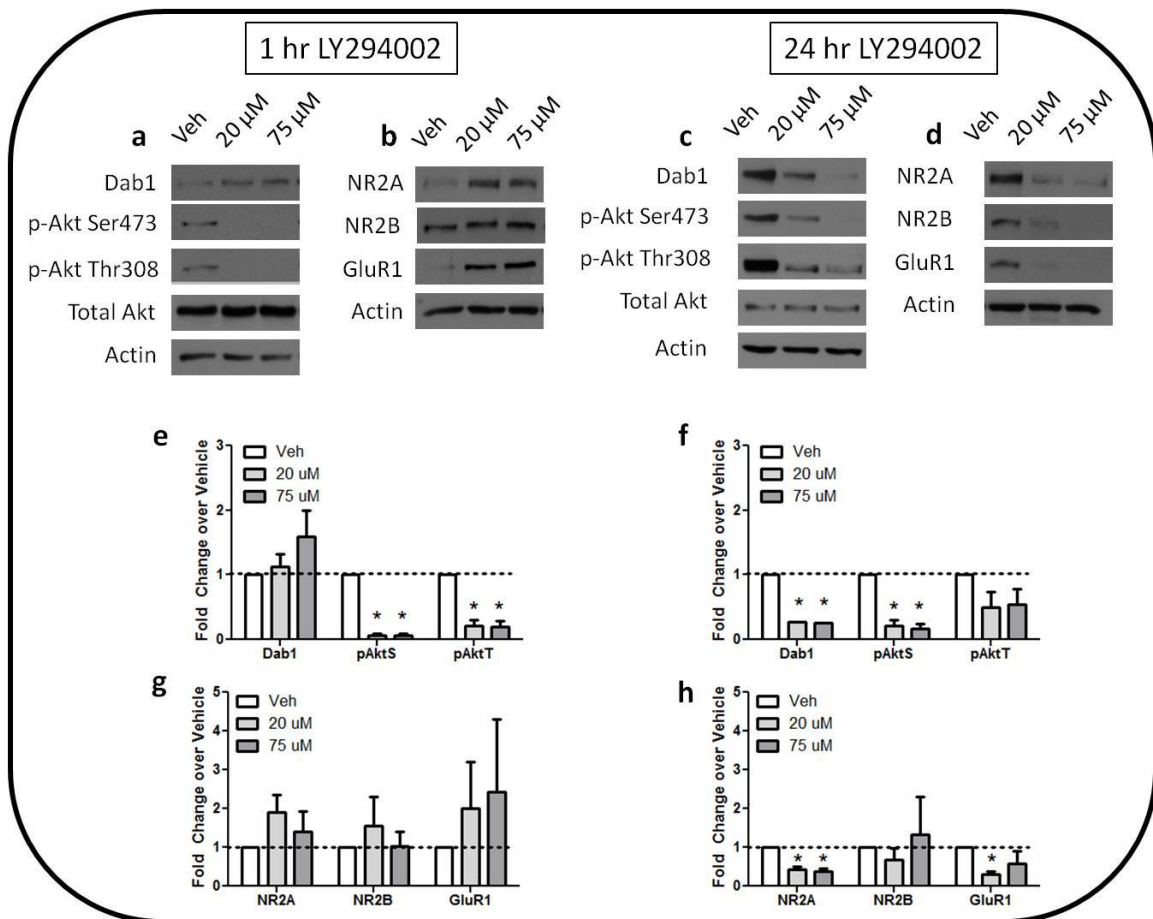 1 hr LY294002
24 hr LY294002
a
Veh
20 µM
75 µM
Dab1
p-Akt Ser473
p-Akt Thr308
Total Akt
Actin
b
Veh
20 µM
75 µM
NR2A
NR2B
GluR1
Actin
c
Veh
20 µM
75 µM
Dab1
p-Akt Ser473
p-Akt Thr308
Total Akt
Actin
d
Veh
20 µM
75 µM
NR2A
NR2B
GluR1
Actin
e
Fold Change over Vehicle
3
2
1
0
Veh
20 uM
75 uM
* * * *
Dab1 pAktS pAktT
f
Fold Change over Vehicle
3
2
1
0
Veh
20 uM
75 uM
* * * *
Dab1 pAktS pAktT
g
Fold Change over Vehicle
5
4
3
2
1
0
Veh
20 uM
75 uM
NR2A NR2B GluR1
h
Fold Change over Vehicle
5
4
3
2
1
0
Veh
20 uM
75 uM
* * *
NR2A NR2B GluR1